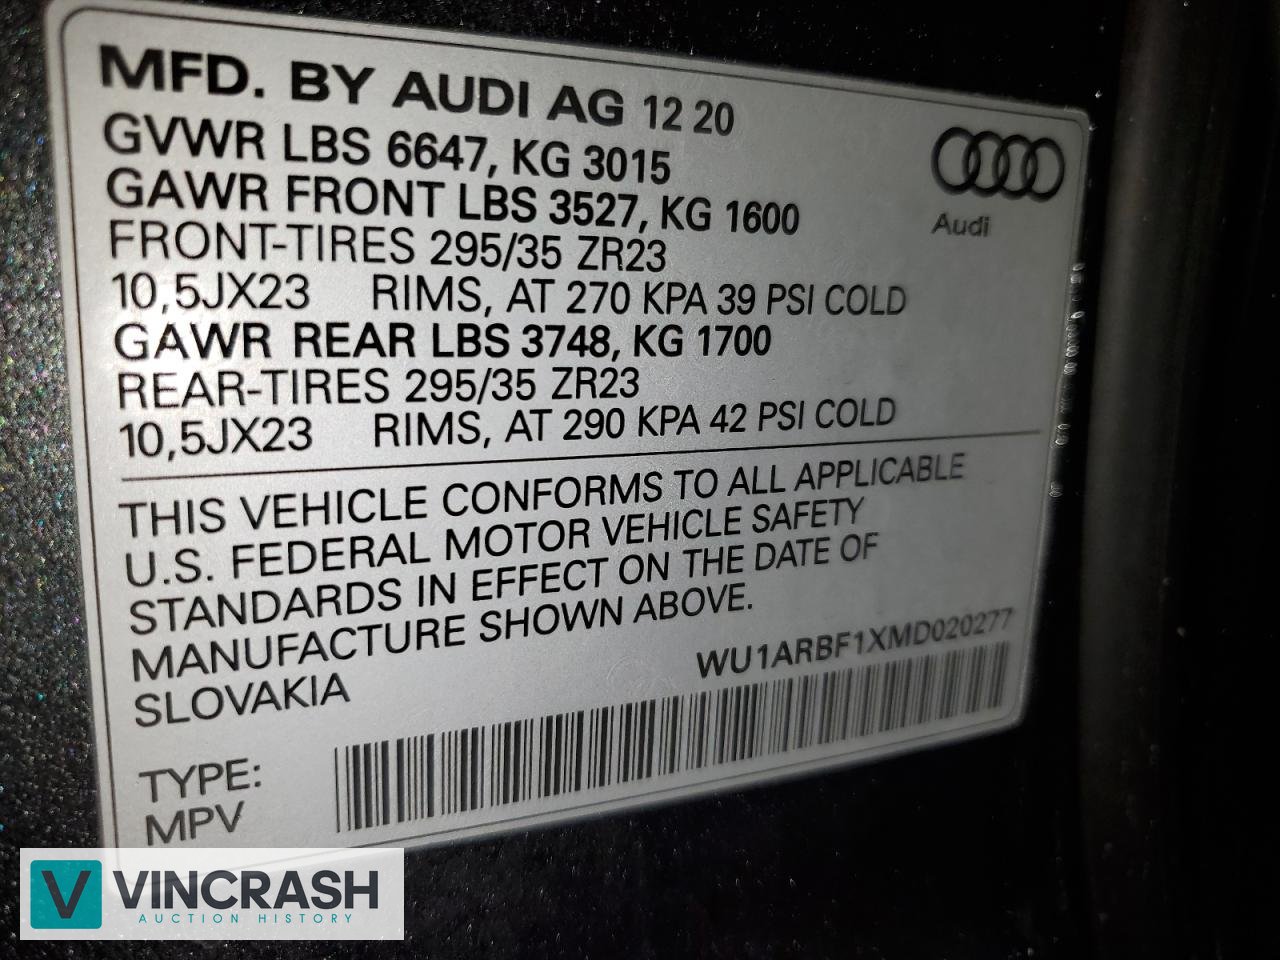 MFD. BY AUDI AG 12 20
GVWR LBS 6647, KG 3015
GAWR FRONT LBS 3527, KG 1600
FRONT-TIRES 295/35 ZR23
10,5JX23 RIMS, AT 270 KPA 39 PSI COLD
GAWR REAR LBS 3748, KG 1700
REAR-TIRES 295/35 ZR23
10,5JX23 RIMS, AT 290 KPA 42 PSI COLD
Audi
THIS VEHICLE CONFORMS TO ALL APPLICABLE
U.S. FEDERAL MOTOR VEHICLE SAFETY
STANDARDS IN EFFECT ON THE DATE OF
MANUFACTURE SHOWN ABOVE.
SLOVAKIA
WU1ARBF1XMD020277
TYPE:
MPV
V VINCRASH
AUCTION HISTORY